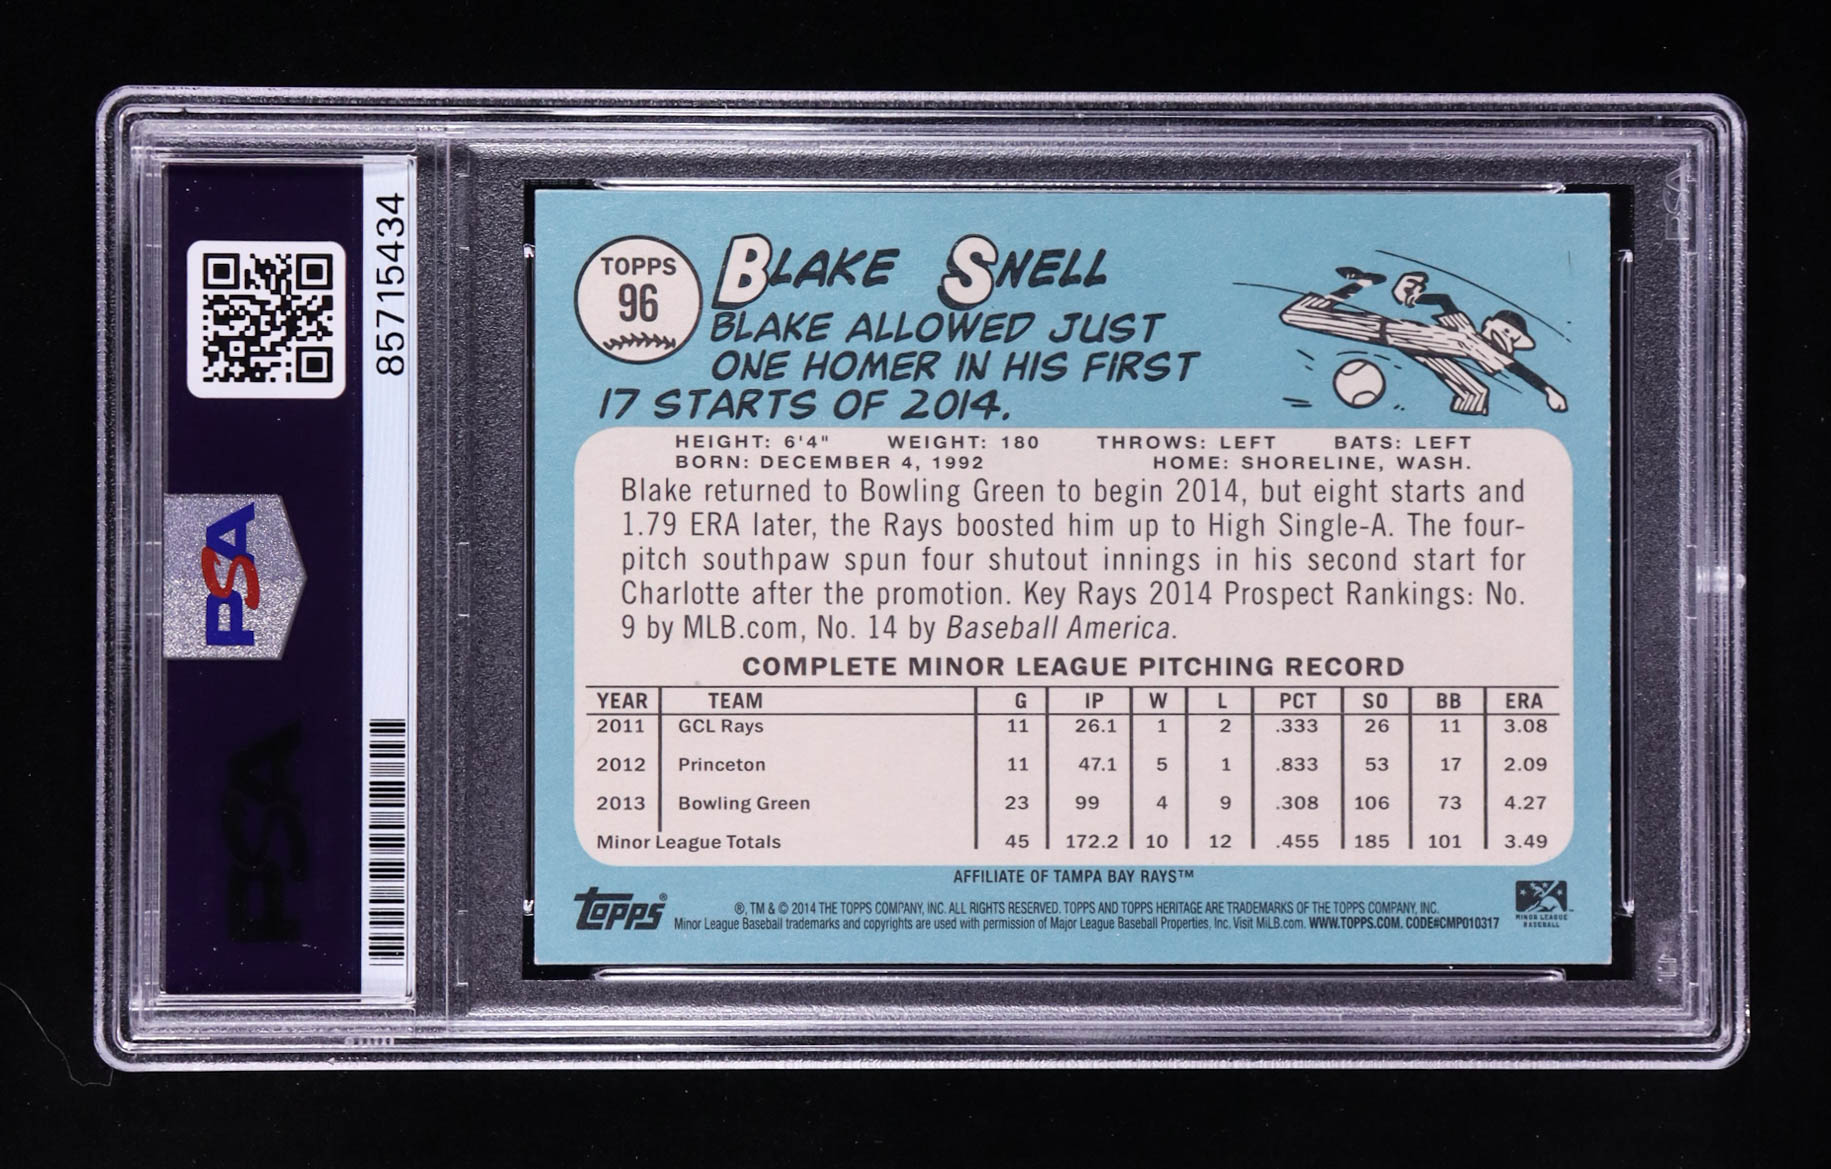 85715434
PSA
PSA
PSA
TOPPS
96
BLAKE SNELL
BLAKE ALLOWED JUST
ONE HOMER IN HIS FIRST
17 STARTS OF 2014.
HEIGHT: 6'4" WEIGHT: 180 THROWS: LEFT BATS: LEFT
BORN: DECEMBER 4, 1992 HOME: SHORELINE, WASH.
Blake returned to Bowling Green to begin 2014, but eight starts and
1.79 ERA later, the Rays boosted him up to High Single-A. The four-
pitch southpaw spun four shutout innings in his second start for
Charlotte after the promotion. Key Rays 2014 Prospect Rankings: No.
9 by MLB.com, No. 14 by Baseball America.
COMPLETE MINOR LEAGUE PITCHING RECORD
YEAR TEAM G IP W L PCT SO BB ERA
2011 GCL Rays 11 26.1 1 2 .333 26 11 3.08
2012 Princeton 11 47.1 5 1 .833 53 17 2.09
2013 Bowling Green 23 99 4 9 .308 106 73 4.27
Minor League Totals 45 172.2 10 12 .455 185 101 3.49
AFFILIATE OF TAMPA BAY RAYS™
Topps®
®, TM & © 2014 THE TOPPS COMPANY, INC. ALL RIGHTS RESERVED. TOPPS AND TOPPS HERITAGE ARE TRADEMARKS OF THE TOPPS COMPANY, INC.
Minor League Baseball trademarks and copyrights are used with permission of Major League Baseball Properties, Inc. Visit MiLB.com. WWW.TOPPS.COM. CODE#CMP010317
MINOR LEAGUE™
BASEBALL